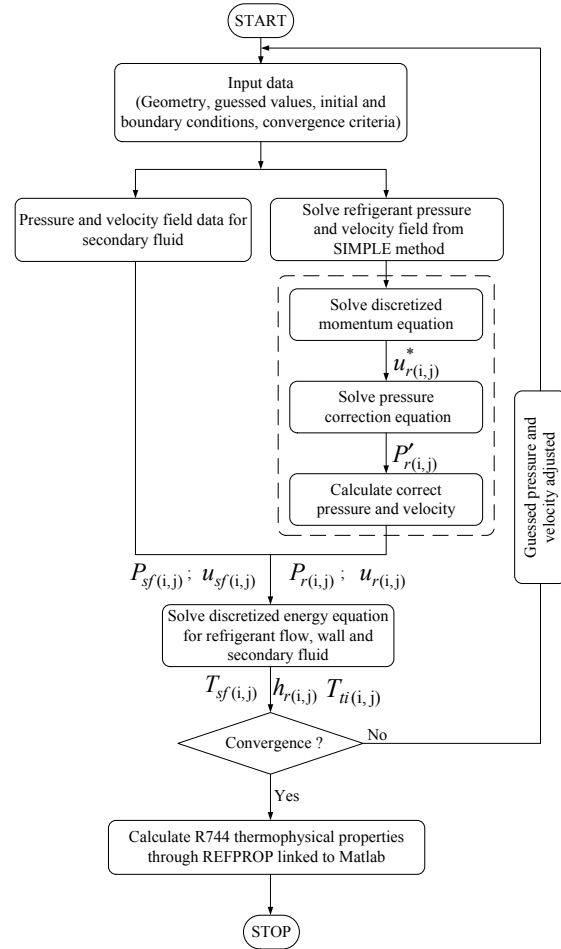 START
Input data
(Geometry, guessed values, initial and
boundary conditions, convergence criteria)
Pressure and velocity field data for
secondary fluid
Solve refrigerant pressure
and velocity field from
SIMPLE method
Solve discretized
momentum equation
u*r(i,j)
Solve pressure
correction equation
P′r(i,j)
Calculate correct
pressure and velocity
Guessed pressure and
velocity adjusted
Psf(i,j) ; usf(i,j) Pr(i,j) ; ur(i,j)
Solve discretized energy equation
for refrigerant flow, wall and
secondary fluid
Tsf(i,j) hr(i,j) Tti(i,j)
Convergence ?
No
Yes
Calculate R744 thermophysical properties
through REFPROP linked to Matlab
STOP